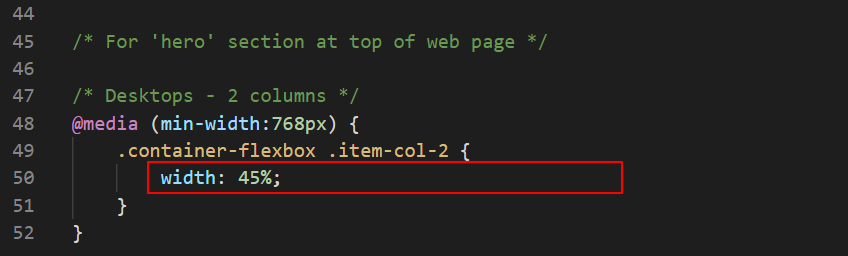 44
45 /* For 'hero' section at top of web page */
46
47 /* Desktops - 2 columns */
48 @media (min-width:768px) {
49 .container-flexbox .item-col-2 {
50 width: 45%;
51 }
52 }